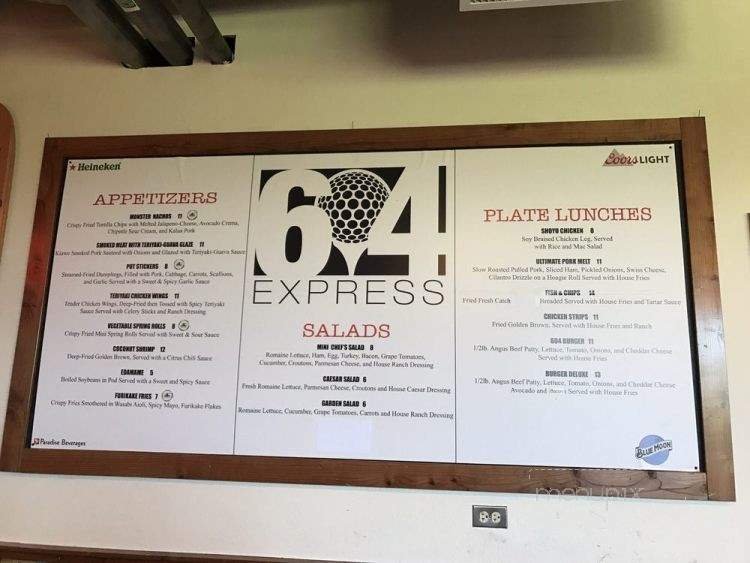 ★ Heineken
APPETIZERS
MONSTER NACHOS 11
Crispy Fried Tortilla Chips with Melted Jalapeno-Cheese, Avocado Crema,
Chipotle Sour Cream, and Kalua Pork
SMOKED MEAT WITH TERIYAKI-GUAVA GLAZE 11
Kiawe Smoked Pork Sauteed with Onions and Glazed with Teriyaki-Guava Sauce
POT STICKERS 8
Steamed-Fried Dumplings, Filled with Pork, Cabbage, Carrots, Scallions,
and Garlic Served with a Sweet & Spicy Garlic Sauce
TERIYAKI CHICKEN WINGS 11
Tender Chicken Wings, Deep-Fried then Tossed with Spicy Teriyaki
Sauce Served with Celery Sticks and Ranch Dressing
VEGETABLE SPRING ROLLS 8
Crispy Fried Mini Spring Rolls Served with Sweet & Sour Sauce
COCONUT SHRIMP 12
Deep-Fried Golden Brown, Served with a Citrus Chili Sauce
EDAMAME 5
Boiled Soybeans in Pod Served with a Sweet and Spicy Sauce
FURIKAKE FRIES 7
Crispy Fries Smothered in Wasabi Aioli, Spicy Mayo, Furikake Flakes
Paradise Beverages
604
EXPRESS
SALADS
MINI CHEF'S SALAD 8
Romaine Lettuce, Ham, Egg, Turkey, Bacon, Grape Tomatoes,
Cucumber, Croutons, Parmesan Cheese, and House Ranch Dressing
CAESAR SALAD 6
Fresh Romaine Lettuce, Parmesan Cheese, Croutons and House Caesar Dressing
GARDEN SALAD 6
Romaine Lettuce, Cucumber, Grape Tomatoes, Carrots and House Ranch Dressing
Coors LIGHT
PLATE LUNCHES
SHOYU CHICKEN 8
Soy Braised Chicken Leg, Served
with Rice and Mac Salad
ULTIMATE PORK MELT 11
Slow Roasted Pulled Pork, Sliced Ham, Pickled Onions, Swiss Cheese,
Cilantro Drizzle on a Hoagie Roll Served with House Fries
FISH & CHIPS 14
Fried Fresh Catch Breaded Served with House Fries and Tartar Sauce
CHICKEN STRIPS 11
Fried Golden Brown, Served with House Fries and Ranch
604 BURGER 11
1/2lb. Angus Beef Patty, Lettuce, Tomato, Onions, and Cheddar Cheese
Served with House Fries
BURGER DELUXE 13
1/2lb. Angus Beef Patty, Lettuce, Tomato, Onions, and Cheddar Cheese
Avocado and Bacon Served with House Fries
BLUE MOON
menupix